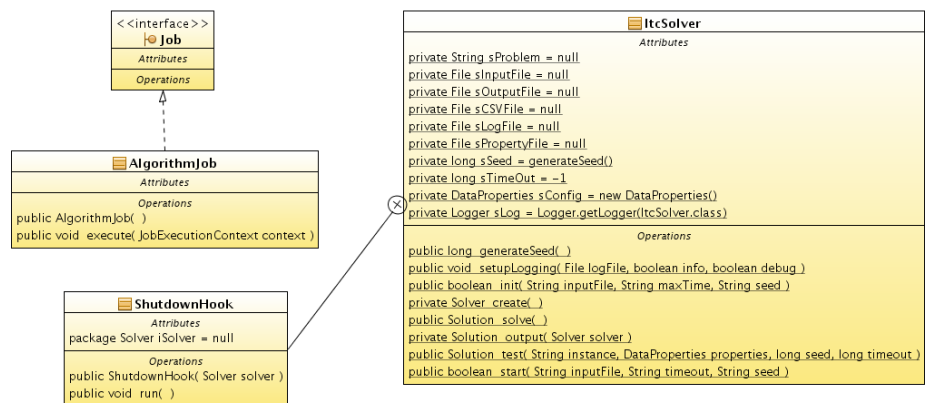 <<interface>>
Job
Attributes
Operations
AlgorithmJob
Attributes
Operations
public AlgorithmJob( )
public void execute( JobExecutionContext context )
ShutdownHook
Attributes
package Solver iSolver = null
Operations
public ShutdownHook( Solver solver )
public void run( )
ItcSolver
Attributes
private String sProblem = null
private File sInputFile = null
private File sOutputFile = null
private File sCSVFile = null
private File sLogFile = null
private File sPropertyFile = null
private long sSeed = generateSeed()
private long sTimeOut = -1
private DataProperties sConfig = new DataProperties()
private Logger sLog = Logger.getLogger(ItcSolver.class)
Operations
public long generateSeed( )
public void setupLogging( File logFile, boolean info, boolean debug )
public boolean init( String inputFile, String maxTime, String seed )
private Solver create( )
public Solution solve( )
private Solution output( Solver solver )
public Solution test( String instance, DataProperties properties, long seed, long timeout )
public boolean start( String inputFile, String timeout, String seed )